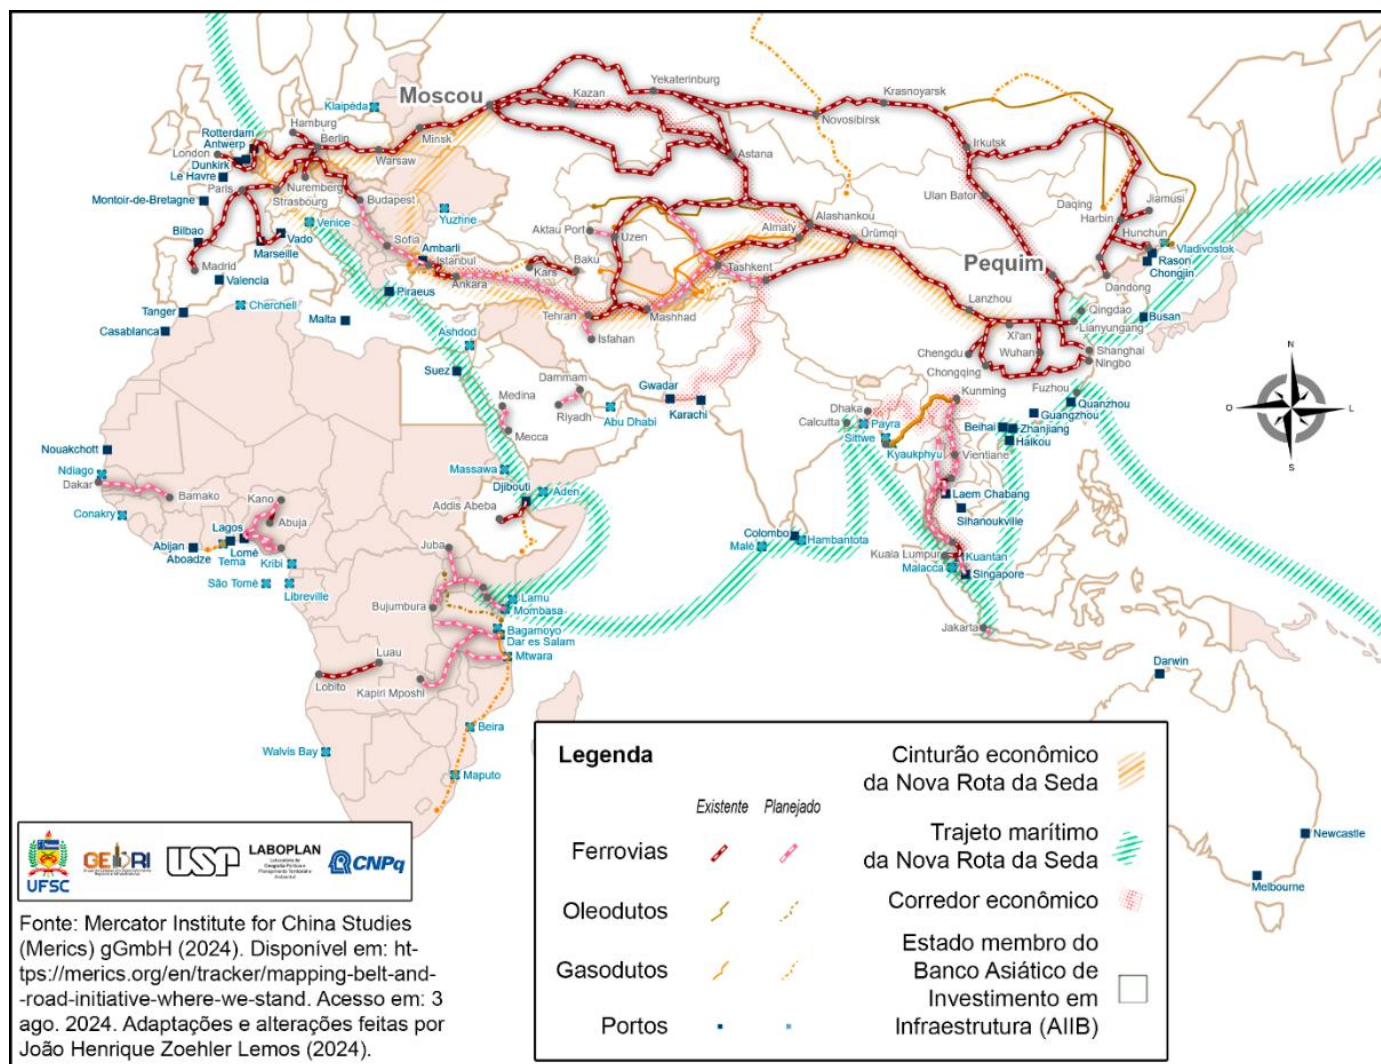 Moscou
Pequim
Klaipėda
Hamburg
Rotterdam
Antwerp
London
Berlin
Dunkirk
Le Havre
Paris
Montoir-de-Bretagne
Nuremberg
Strasbourg
Warsaw
Minsk
Kazan
Yekaterinburg
Novosibirsk
Krasnoyarsk
Irkutsk
Astana
Ulan Bator
Daqing
Jiamusi
Harbin
Hunchun
Vladivostok
Rason
Chongjin
Dandong
Budapest
Venice
Yuzhne
Bilbao
Vado
Marseille
Madrid
Valencia
Sofia
Ambarli
Istanbul
Ankara
Kars
Baku
Aktau Port
Uzen
Almaty
Alashankou
Ürümqi
Tashkent
Lanzhou
Qingdao
Lianyungang
Busan
Xi'an
Wuhan
Shanghai
Ningbo
Chengdu
Chongqing
Fuzhou
Kunming
Quanzhou
Guangzhou
Beihai
Zhanjiang
Haikou
Tanger
Casablanca
Cherchell
Malta
Piraeus
Ashdod
Suez
Tehran
Mashhad
Isfahan
Dammam
Riyadh
Medina
Mecca
Abu Dhabi
Gwadar
Karachi
Dhaka
Calcutta
Payra
Sittwe
Kyaukphyu
Vientiane
Laem Chabang
Sihanoukville
Nouakchott
Ndiago
Dakar
Bamako
Conakry
Kano
Abuja
Lagos
Abijan
Aboadze
Lomé
Tema
Kribi
São Tomé
Libreville
Massawa
Djibouti
Aden
Addis Abeba
Juba
Bujumbura
Lamu
Mombasa
Bagamoyo
Dar es Salam
Mtwara
Luau
Lobito
Kapiri Mposhi
Beira
Walvis Bay
Maputo
Colombo
Malé
Hambantota
Kuala Lumpur
Kuantan
Malacca
Singapore
Jakarta
Darwin
Newcastle
Melbourne
N
O
L
S
Legenda
Existente
Planejado
Ferrovias
Oleodutos
Gasodutos
Portos
Cinturão econômico
da Nova Rota da Seda
Trajeto marítimo
da Nova Rota da Seda
Corredor econômico
Estado membro do
Banco Asiático de
Investimento em
Infraestrutura (AIIB)
UFSC
GEDRI
USP
LABOPLAN
CNPq
Fonte: Mercator Institute for China Studies
(Merics) gGmbH (2024). Disponível em: ht-
tps://merics.org/en/tracker/mapping-belt-and-
-road-initiative-where-we-stand. Acesso em: 3
ago. 2024. Adaptações e alterações feitas por
João Henrique Zoehler Lemos (2024).